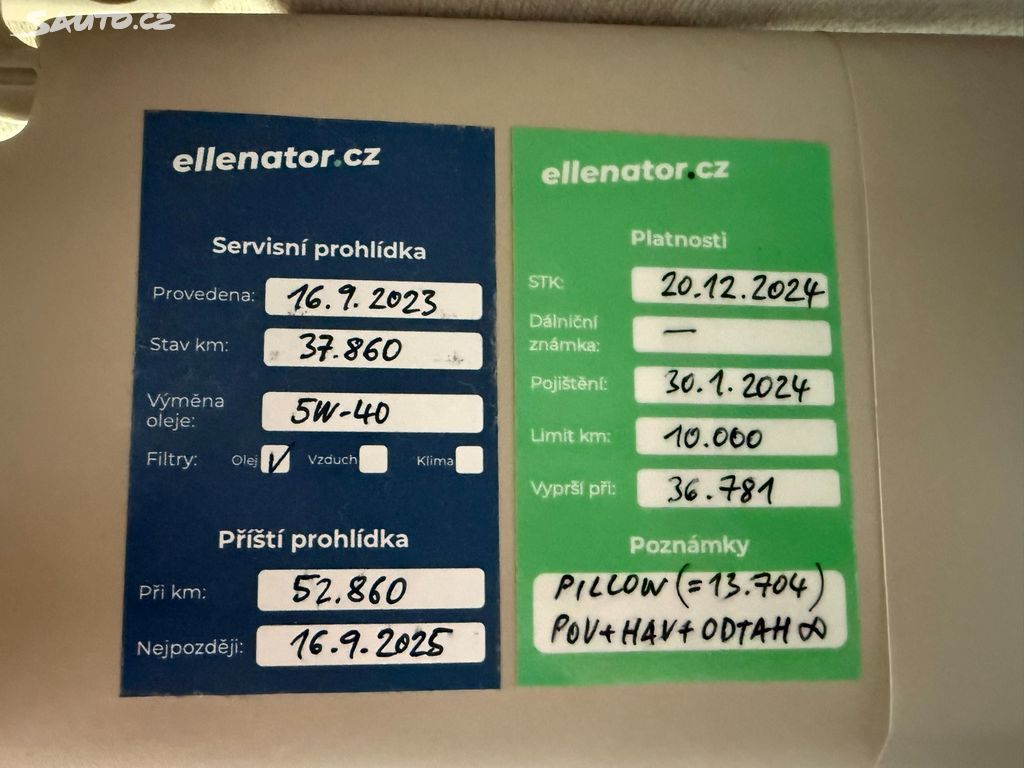 SAUTO.CZ
ellenator.cz
Servisní prohlídka
Provedena: 16.9.2023
Stav km: 37.860
Výměna
oleje: 5W-40
Filtry: Olej V Vzduch Klima
Příští prohlídka
Při km: 52.860
Nejpozději: 16.9.2025
ellenator.cz
Platnosti
STK: 20.12.2024
Dálniční
známka: —
Pojištění: 30.1.2024
Limit km: 10.000
Vyprší při: 36.781
Poznámky
PILLOW (=13.704)
POV+HAV+ODTAH ∞